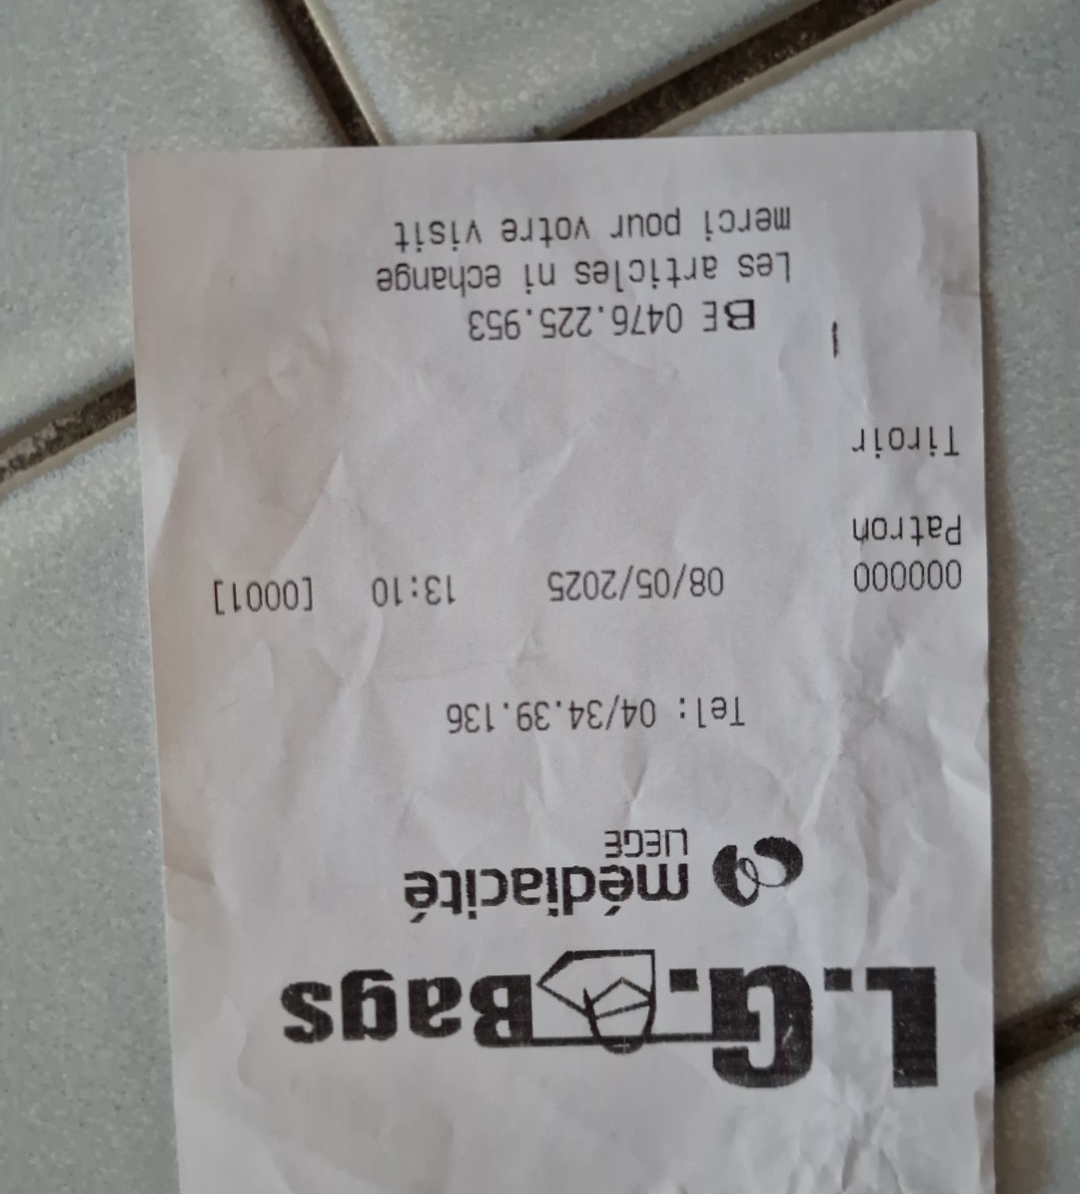 L.G. Bags
médiacité
LIEGE
Tel: 04/34.39.136
000000 08/05/2025 13:10 [0001]
Patron
Tiroir
BE 0476.225.953
Les articles ni echange
merci pour votre visit